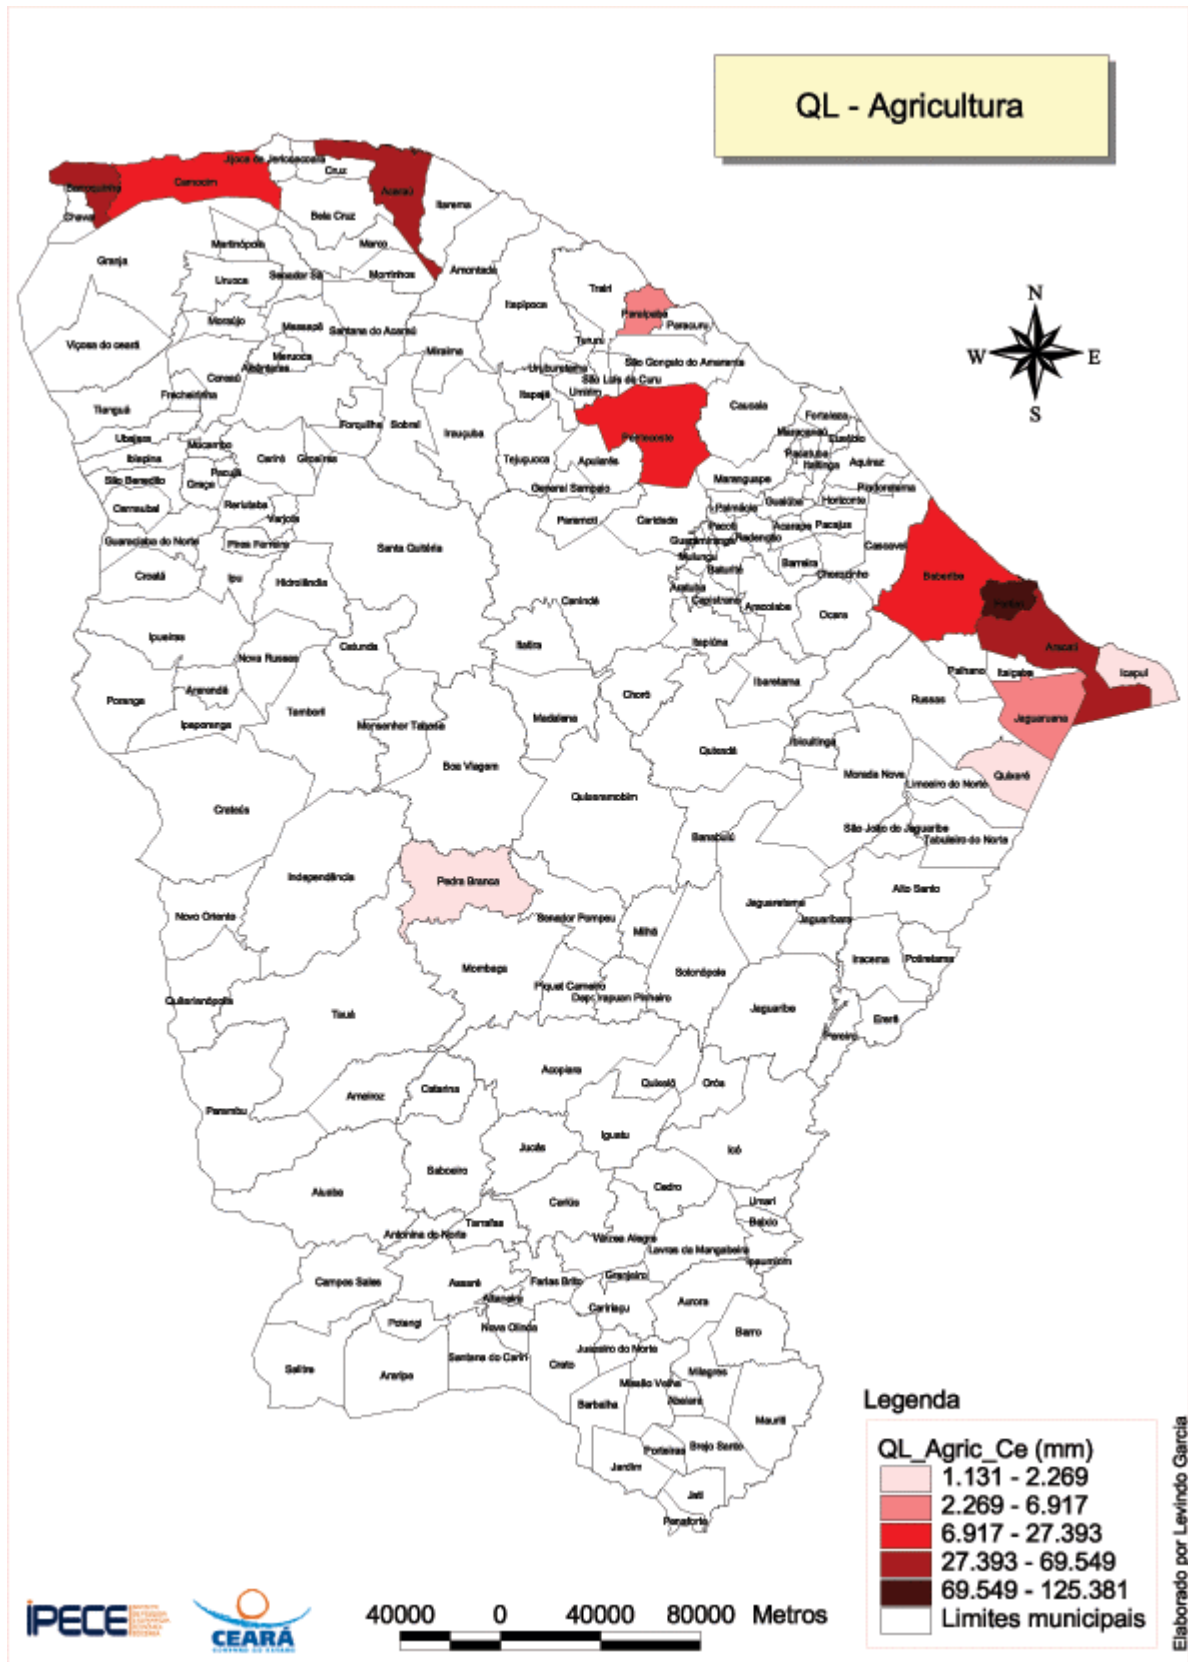 QL - Agricultura
N
W
E
S
Jijoca de Jericoacoara
Cruz
Barroquinha
Camocim
Acaraú
Itarema
Chaval
Bela Cruz
Marco
Granja
Martinópole
Uruoca
Senador Sá
Morrinhos
Amontada
Trairi
Paraipaba
Paracuru
Itapipoca
Moraújo
Massapê
Santana do Acaraú
Viçosa do ceará
Miraíma
Tururu
São Gonçalo do Amarante
Coreaú
Meruoca
Alcântaras
Uruburetama
São Luís do Curu
Frecheirinha
Itapajé
Umirim
Caucaia
Tianguá
Forquilha
Sobral
Irauçuba
Pentecoste
Fortaleza
Maracanaú
Eusébio
Ubajara
Mucambo
Ibiapina
Cariré
Groaíras
Tejuçuoca
Apuiarés
Pacatuba
Itaitinga
Aquiraz
São Benedito
Graça
Pacujá
General Sampaio
Maranguape
Pindoretama
Carnaubal
Reriutaba
Varjota
Paramoti
Caridade
Palmácia
Guaiúba
Horizonte
Guaraciaba do Norte
Pires Ferreira
Santa Quitéria
Pacoti
Acarape
Pacajus
Guaramiranga
Redenção
Cascavel
Mulungu
Croatá
Ipu
Hidrolândia
Baturité
Barreira
Chorozinho
Beberibe
Aratuba
Capistrano
Aracoiaba
Ocara
Fortim
Canindé
Ipueiras
Nova Russas
Catunda
Itatira
Itapiúna
Aracati
Poranga
Ararendá
Ipaporanga
Tamboril
Monsenhor Tabosa
Choró
Ibaretama
Palhano
Itaiçaba
Icapuí
Russas
Jaguaruana
Madalena
Boa Viagem
Quixadá
Ibicuitinga
Morada Nova
Limoeiro do Norte
Quixeré
Crateús
Quixeramobim
Banabuiú
São João do Jaguaribe
Tabuleiro do Norte
Independência
Pedra Branca
Alto Santo
Novo Oriente
Senador Pompeu
Milhã
Jaguaretama
Jaguaribara
Mombaça
Solonópole
Iracema
Potiretama
Piquet Carneiro
Dep. Irapuan Pinheiro
Quiterianópolis
Tauá
Jaguaribe
Ererê
Pereiro
Acopiara
Quixelô
Orós
Parambu
Arneiroz
Catarina
Iguatu
Jucás
Icó
Saboeiro
Aiuaba
Cariús
Cedro
Umari
Baixio
Antonina do Norte
Tarrafas
Várzea Alegre
Lavras da Mangabeira
Ipaumirim
Campos Sales
Assaré
Farias Brito
Granjeiro
Altaneira
Caririaçu
Aurora
Potengi
Nova Olinda
Barro
Salitre
Araripe
Santana do Cariri
Crato
Juazeiro do Norte
Missão Velha
Milagres
Barbalha
Abaiara
Mauriti
Porteiras
Brejo Santo
Jardim
Jati
Penaforte
Legenda
QL_Agric_Ce (mm)
1.131 - 2.269
2.269 - 6.917
6.917 - 27.393
27.393 - 69.549
69.549 - 125.381
Limites municipais
Elaborado por Levindo Garcia
IPECE
CEARÁ
GOVERNO DO ESTADO
40000 0 40000 80000 Metros